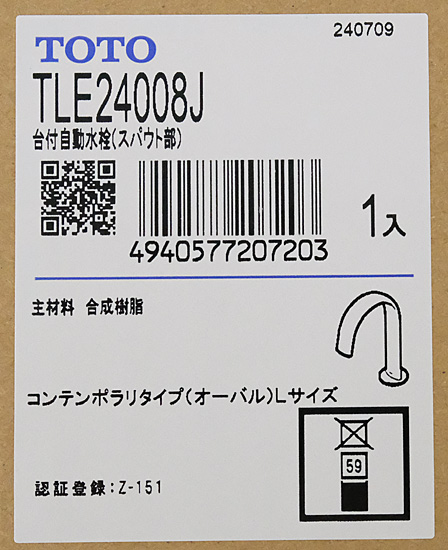 240709
TOTO
TLE24008J
台付自動水栓(スパウト部)
4940577207203
1入
主材料 合成樹脂
コンテンポラリタイプ(オーバル)Lサイズ
59
認証登録:Z-151